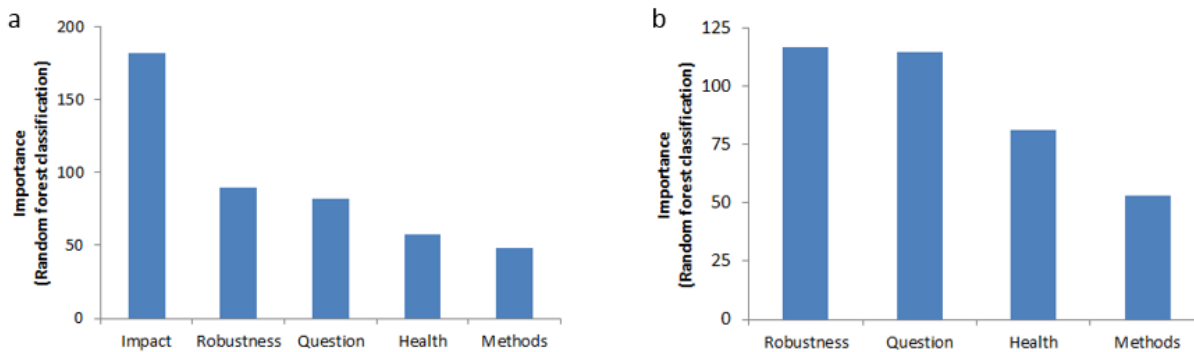 a
Importance
(Random forest classification)
200
150
100
50
0
Impact Robustness Question Health Methods
b
Importance
(Random forest classification)
125
100
75
50
25
0
Robustness Question Health Methods